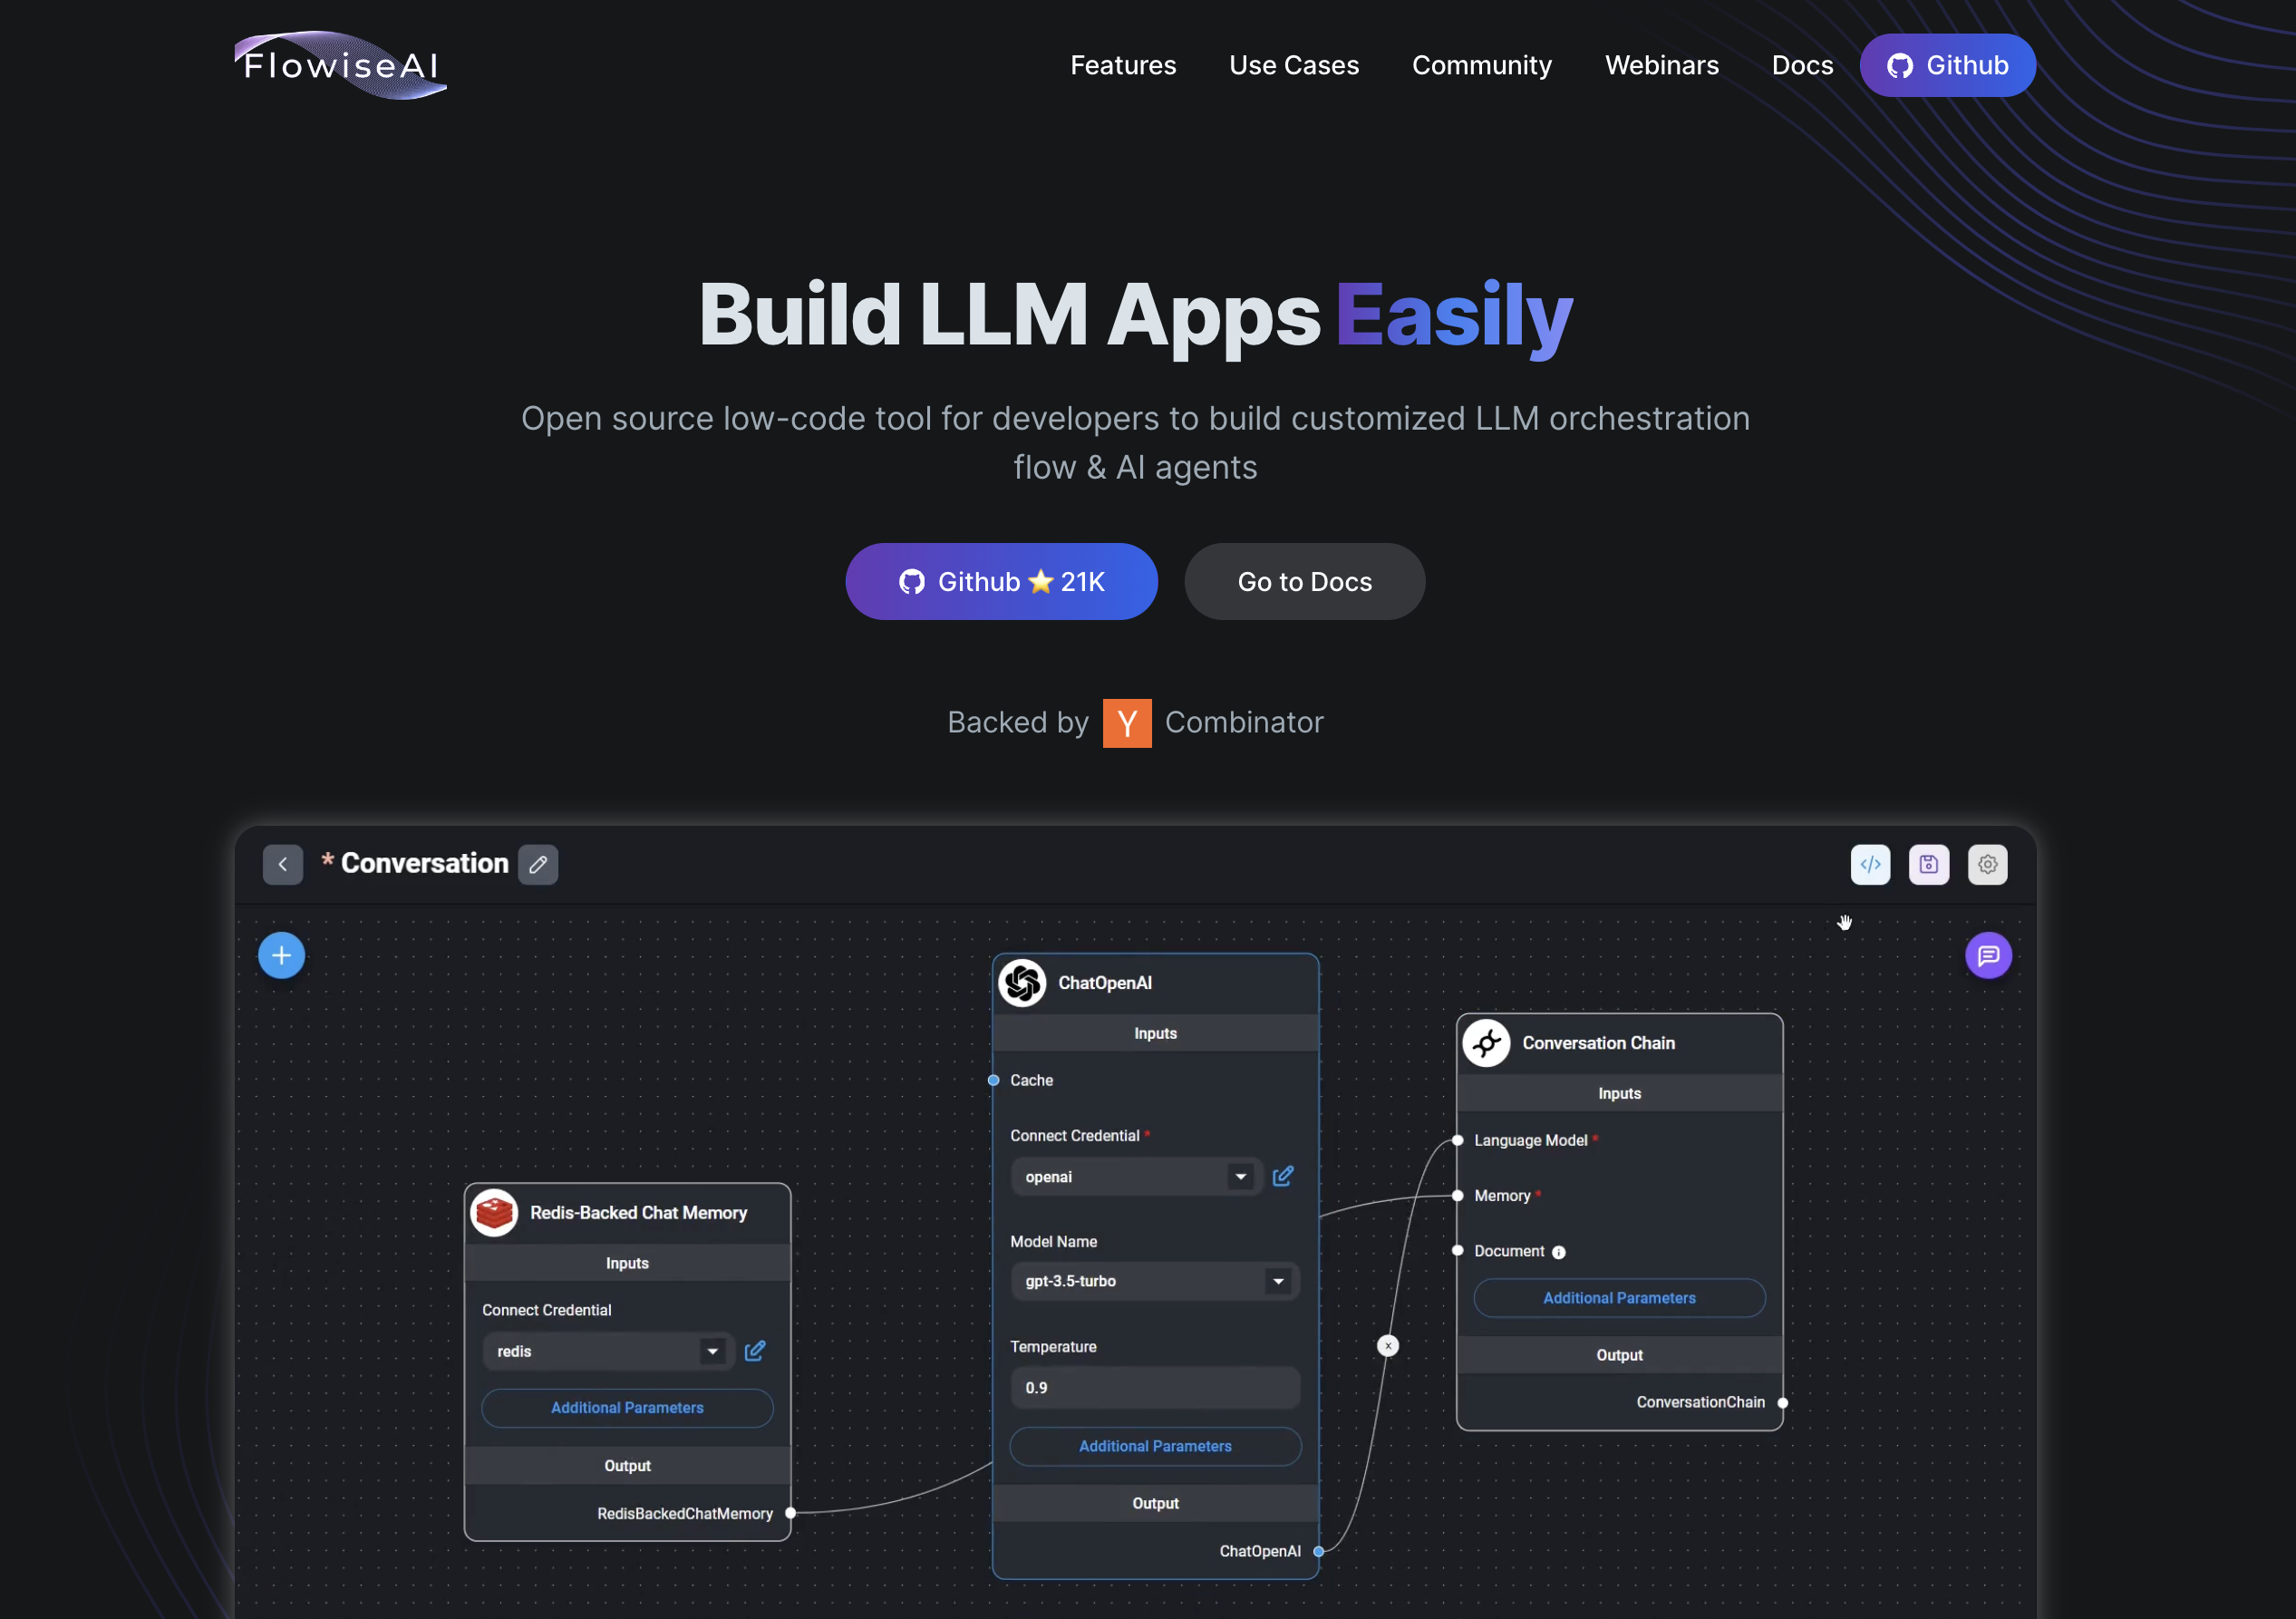 FlowiseAI
Features Use Cases Community Webinars Docs Github
Build LLM Apps Easily
Open source low-code tool for developers to build customized LLM orchestration
flow & AI agents
Github ⭐ 21K Go to Docs
Backed by Y Combinator
* Conversation
ChatOpenAI
Inputs
Cache
Connect Credential *
openai
Model Name
gpt-3.5-turbo
Temperature
0.9
Additional Parameters
Output
ChatOpenAI
Conversation Chain
Inputs
Language Model *
Memory *
Document
Additional Parameters
Output
ConversationChain
Redis-Backed Chat Memory
Inputs
Connect Credential
redis
Additional Parameters
Output
RedisBackedChatMemory